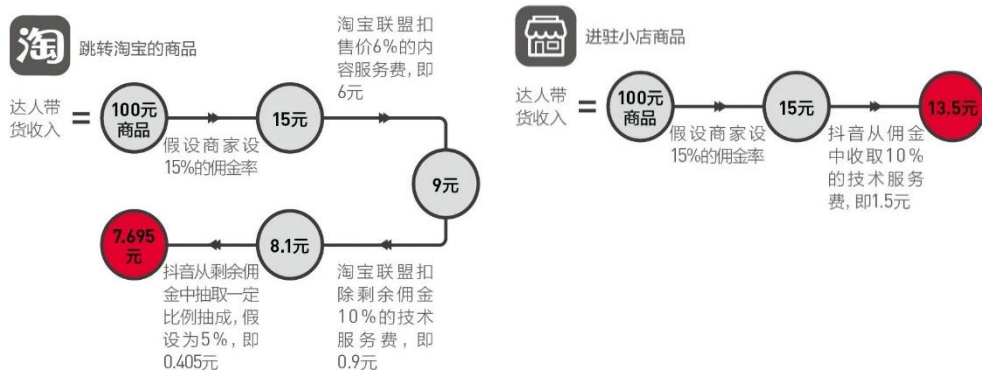 淘
跳转淘宝的商品
达人带
货收入
=
100元
商品
假设商家设
15%的佣金率
15元
淘宝联盟扣
售价6%的内
容服务费,即
6元
9元
淘宝联盟扣
除剩余佣金
10%的技术
服务费,即
0.9元
8.1元
抖音从剩余佣
金中抽取一定
比例抽成,假
设为5%,即
0.405元
7.695
元
进驻小店商品
达人带
货收入
=
100元
商品
假设商家设
15%的佣金率
15元
抖音从佣金
中收取10%
的技术服务
费,即1.5元
13.5元